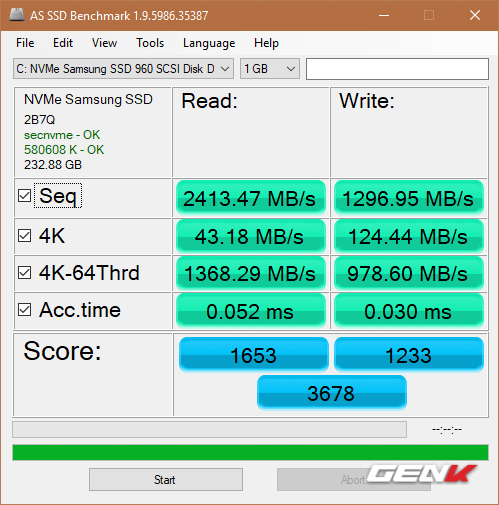 AS SSD Benchmark 1.9.5986.35387
File Edit View Tools Language Help
C: NVMe Samsung SSD 960 SCSI Disk D 1 GB
NVMe Samsung SSD
2B7Q
secnvme - OK
580608 K - OK
232.88 GB
Read: Write:
Seq 2413.47 MB/s 1296.95 MB/s
4K 43.18 MB/s 124.44 MB/s
4K-64Thrd 1368.29 MB/s 978.60 MB/s
Acc.time 0.052 ms 0.030 ms
Score: 1653 1233
3678
--:--:--
Start Abort
GENK